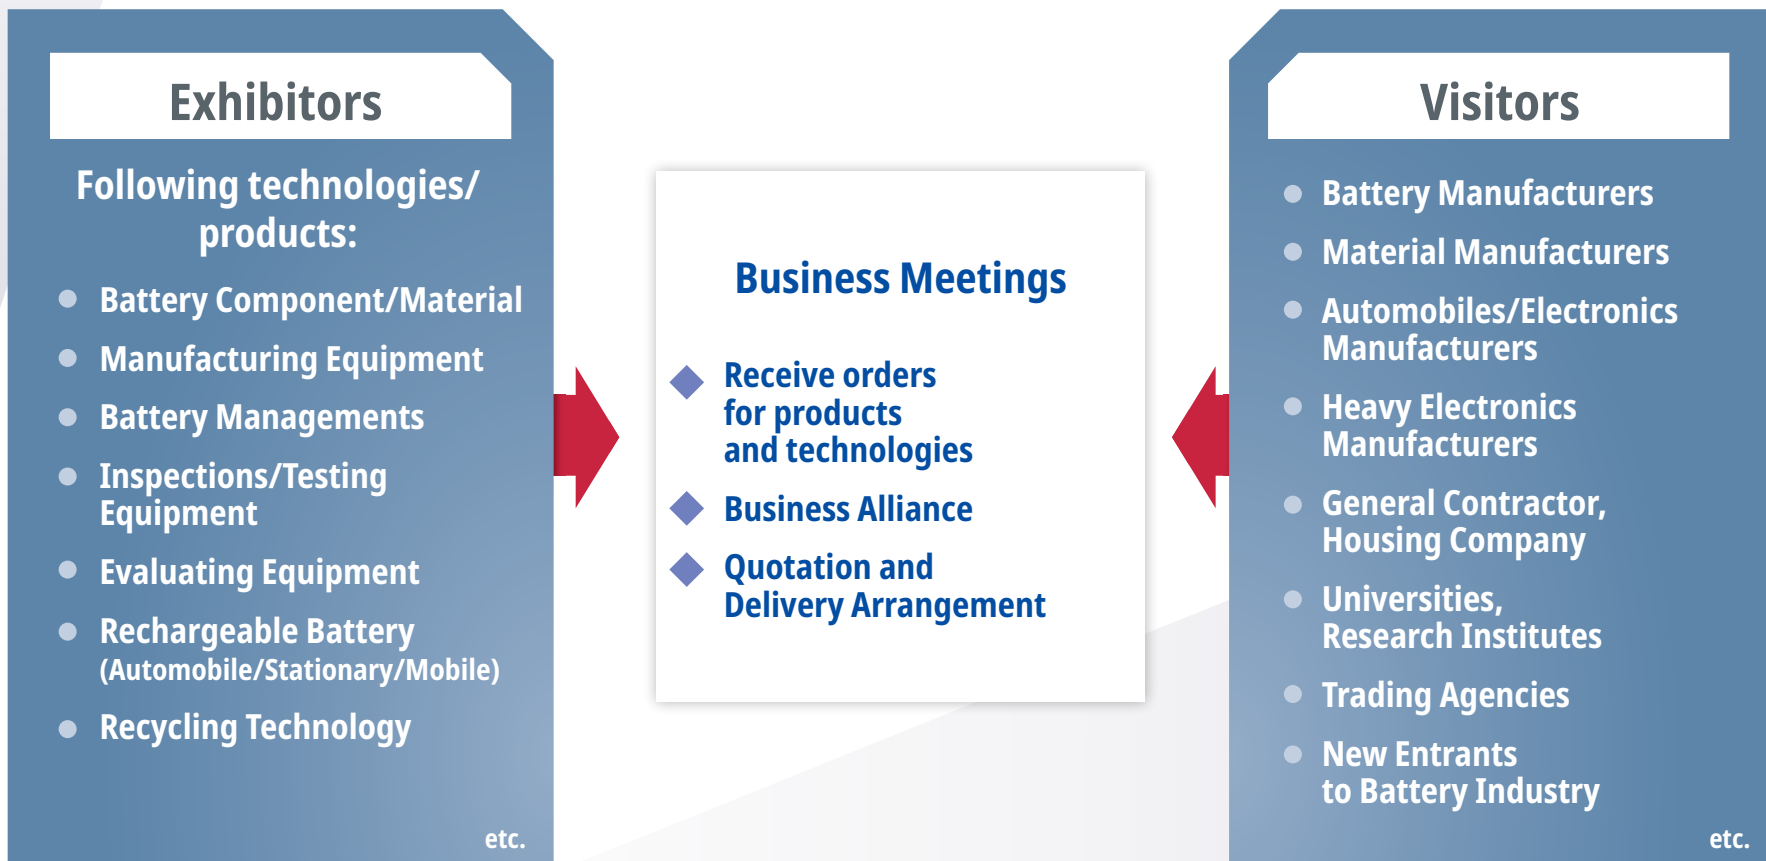 Exhibitors
Following technologies/
products:
Battery Component/Material
Manufacturing Equipment
Battery Managements
Inspections/Testing
Equipment
Evaluating Equipment
Rechargeable Battery
(Automobile/Stationary/Mobile)
Recycling Technology
etc.
Business Meetings
Receive orders
for products
and technologies
Business Alliance
Quotation and
Delivery Arrangement
Visitors
Battery Manufacturers
Material Manufacturers
Automobiles/Electronics
Manufacturers
Heavy Electronics
Manufacturers
General Contractor,
Housing Company
Universities,
Research Institutes
Trading Agencies
New Entrants
to Battery Industry
etc.